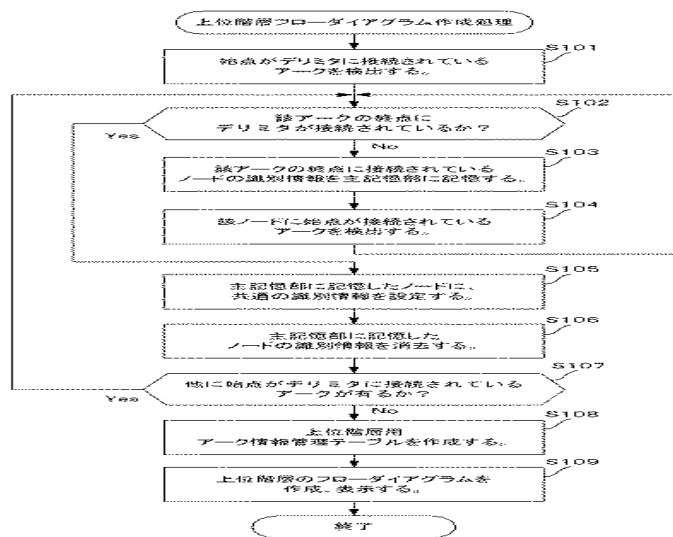 上位階層フローダイアグラム作成処理
S101
始点がデリミタに接続されている
アークを検出する。
S102
該アークの終点に
デリミタが接続されているか?
Yes
No
S103
該アークの終点に接続されている
ノードの識別情報を主記憶部に記憶する。
S104
該ノードに始点が接続されている
アークを検出する。
S105
主記憶部に記憶したノードに、
共通の識別情報を設定する。
S106
主記憶部に記憶した
ノードの識別情報を消去する。
S107
他に始点がデリミタに接続されている
アークが有るか?
Yes
No
S108
上位階層用
アーク情報管理テーブルを作成する。
S109
上位階層のフローダイアグラムを
作成、表示する。
終了